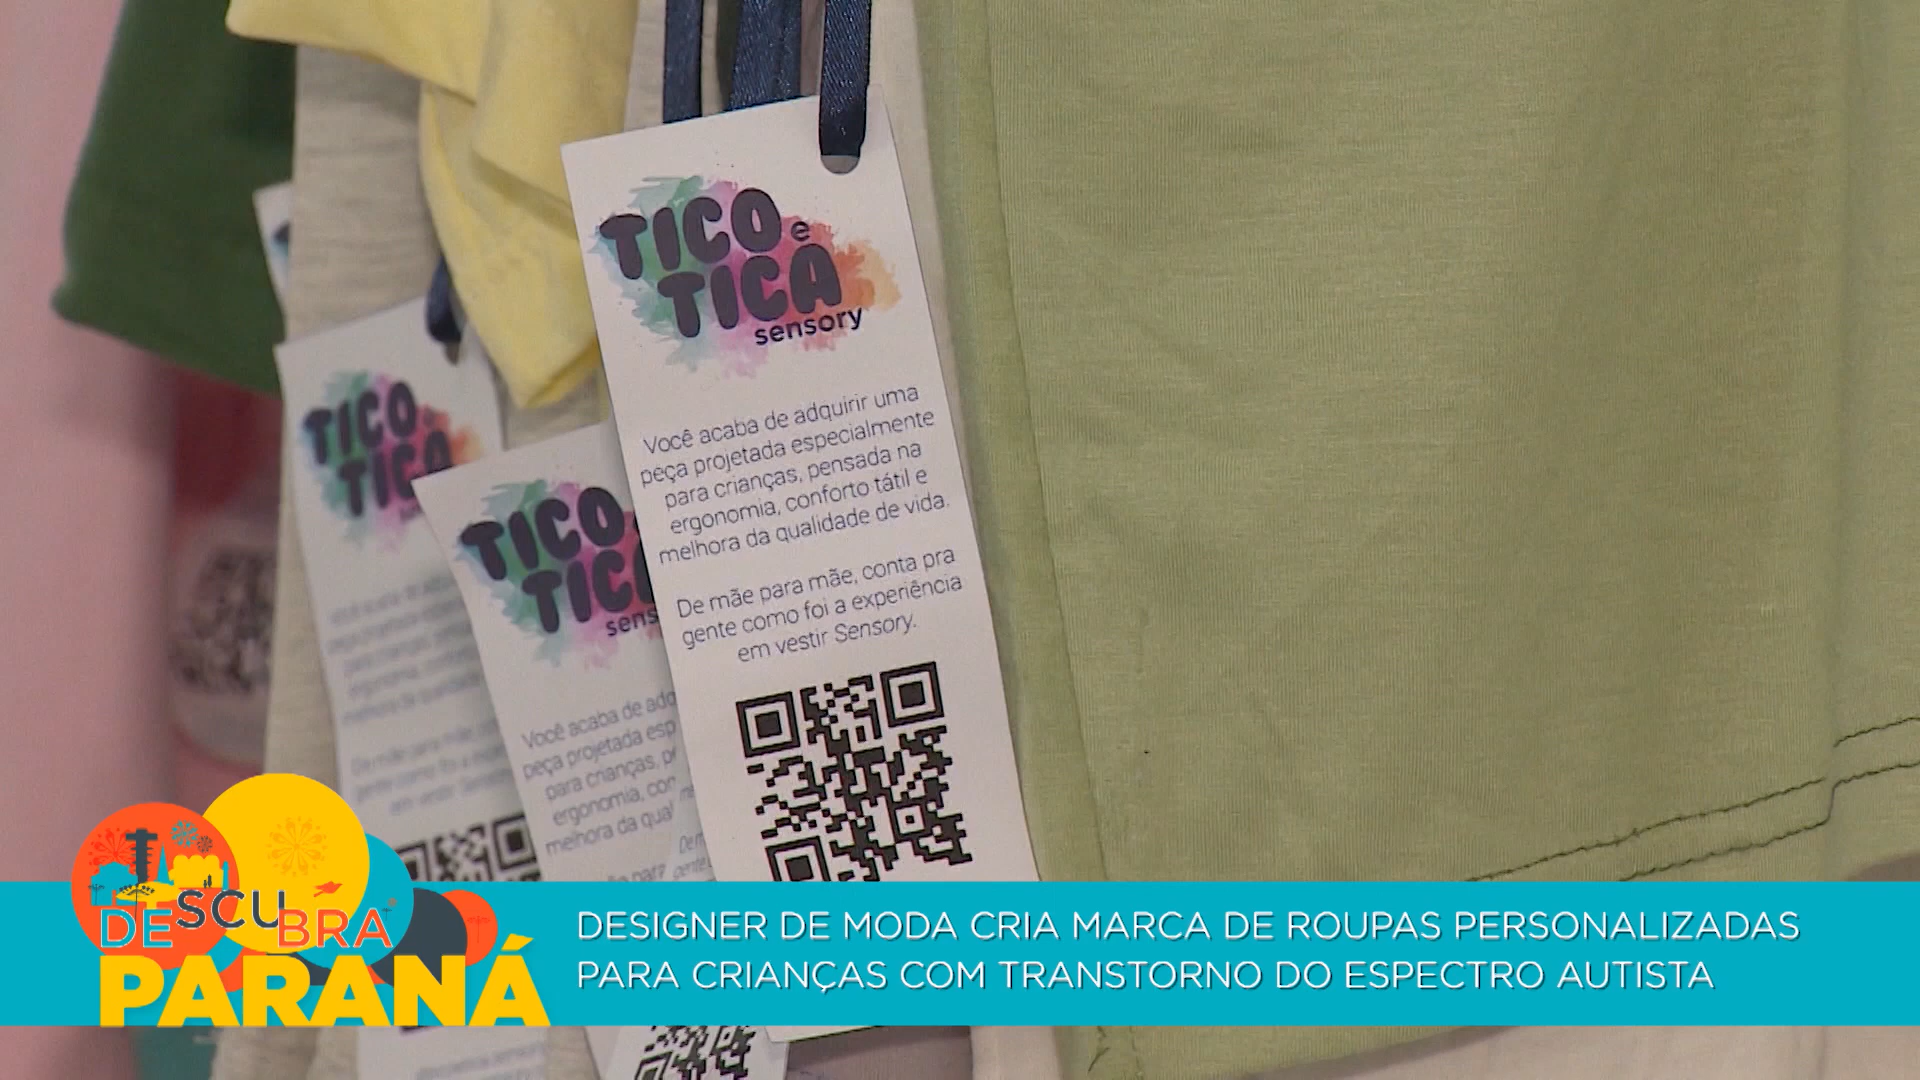 TICO e
TICA
sensory
Você acaba de adquirir uma
peça projetada especialmente
para crianças, pensada na
ergonomia, conforto tátil e
melhora da qualidade de vida.
De mãe para mãe, conta pra
gente como foi a experiência
em vestir Sensory.
TICO e
TICA
TICO
TIC
sens
Você acaba de adq
peça projetada esp
para crianças, p
ergonomia, con
melhora da qual
DESCUBRA
PARANÁ
DESIGNER DE MODA CRIA MARCA DE ROUPAS PERSONALIZADAS
PARA CRIANÇAS COM TRANSTORNO DO ESPECTRO AUTISTA